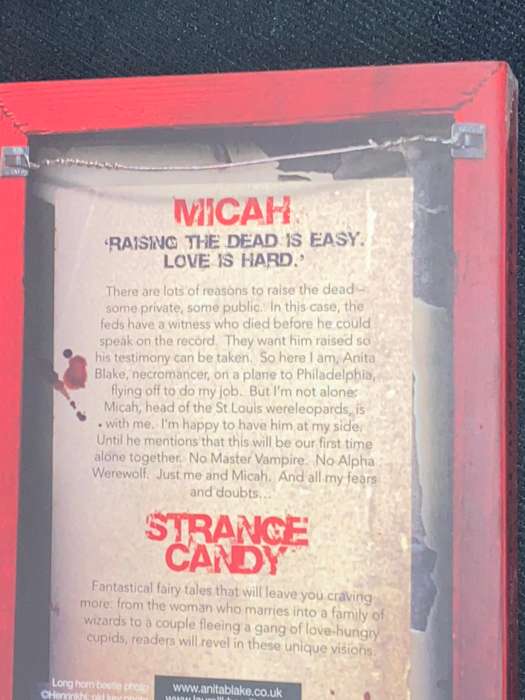 MICAH
‘RAISING THE DEAD IS EASY.
LOVE IS HARD.’
There are lots of reasons to raise the dead –
some private, some public. In this case, the
feds have a witness who died before he could
speak on the record. They want him raised so
his testimony can be taken. So here I am, Anita
Blake, necromancer, on a plane to Philadelphia,
flying off to do my job. But I'm not alone:
Micah, head of the St Louis wereleopards, is
with me. I'm happy to have him at my side.
Until he mentions that this will be our first time
alone together. No Master Vampire. No Alpha
Werewolf. Just me and Micah. And all my fears
and doubts...
STRANGE
CANDY
Fantastical fairy tales that will leave you craving
more: from the woman who marries into a family of
wizards to a couple fleeing a gang of love-hungry
cupids, readers will revel in these unique visions.
Long horn beetle photo
www.anitablake.co.uk